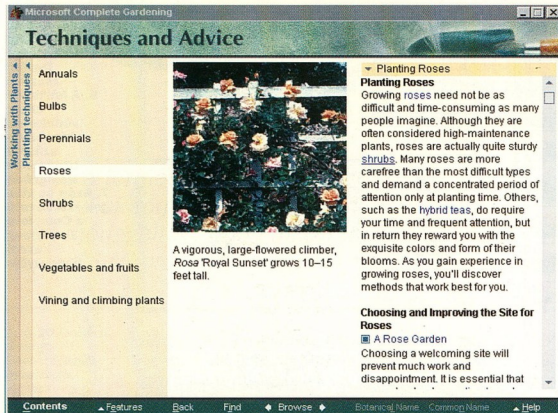 Microsoft Complete Gardening
Techniques and Advice
Working with Plants
Planting techniques
Annuals
Bulbs
Perennials
Roses
Shrubs
Trees
Vegetables and fruits
Vining and climbing plants
A vigorous, large-flowered climber,
Rosa 'Royal Sunset' grows 10–15
feet tall.
Planting Roses
Planting Roses
Growing roses need not be as
difficult and time-consuming as many
people imagine. Although they are
often considered high-maintenance
plants, roses are actually quite sturdy
shrubs. Many roses are more
carefree than the most difficult types
and demand a concentrated period of
attention only at planting time. Others,
such as the hybrid teas, do require
your time and frequent attention, but
in return they reward you with the
exquisite colors and form of their
blooms. As you gain experience in
growing roses, you'll discover
methods that work best for you.
Choosing and Improving the Site for
Roses
A Rose Garden
Choosing a welcoming site will
prevent much work and
disappointment. It is essential that
Contents Features Back Find Browse Botanical Name Common Name Help